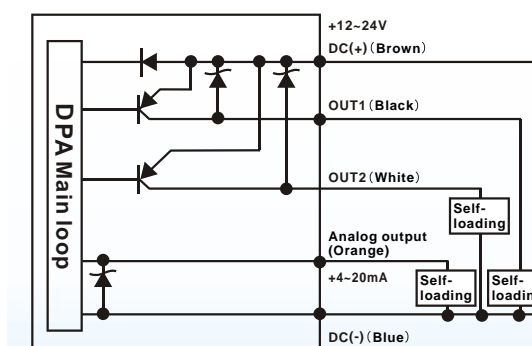 +12~24V
DC(+)(Brown)
OUT1(Black)
OUT2(White)
Self-
loading
Analog output
(Orange)
+4~20mA
Self-
loading
Self-
DC(-)(Blue)
DPA Main loop